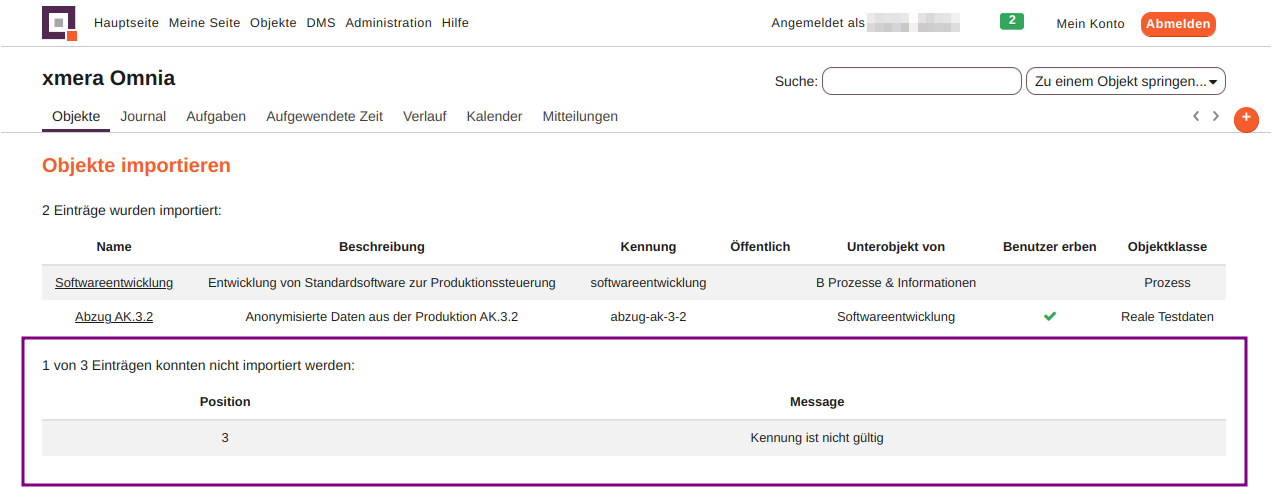 Hauptseite Meine Seite Objekte DMS Administration Hilfe Angemeldet als 2 Mein Konto Abmelden
xmera Omnia
Suche: Zu einem Objekt springen...
Objekte Journal Aufgaben Aufgewendete Zeit Verlauf Kalender Mitteilungen
+
Objekte importieren
2 Einträge wurden importiert:
Name Beschreibung Kennung Öffentlich Unterobjekt von Benutzer erben Objektklasse
Softwareentwicklung Entwicklung von Standardsoftware zur Produktionssteuerung softwareentwicklung B Prozesse & Informationen Prozess
Abzug AK.3.2 Anonymisierte Daten aus der Produktion AK.3.2 abzug-ak-3-2 Softwareentwicklung Reale Testdaten
1 von 3 Einträgen konnten nicht importiert werden:
Position Message
3 Kennung ist nicht gültig